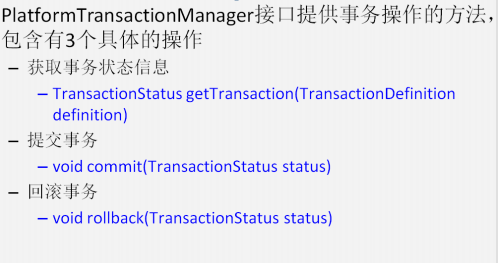 PlatformTransactionManager接口提供事务操作的方法，
包含有3个具体的操作
– 获取事务状态信息
– TransactionStatus getTransaction(TransactionDefinition
definition)
– 提交事务
– void commit(TransactionStatus status)
– 回滚事务
– void rollback(TransactionStatus status)